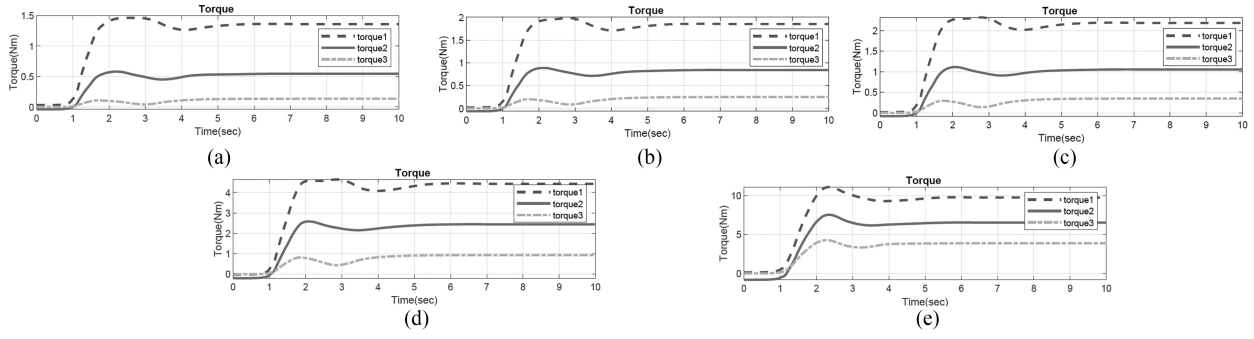 Torque
Torque(Nm)
1.5
1
0.5
0
torque1
torque2
torque3
0 1 2 3 4 5 6 7 8 9 10
Time(sec)
(a)
Torque
Torque(Nm)
2
1.5
1
0.5
0
torque1
torque2
torque3
0 1 2 3 4 5 6 7 8 9 10
Time(sec)
(b)
Torque
Torque(Nm)
2
1
0
torque1
torque2
torque3
0 1 2 3 4 5 6 7 8 9 10
Time(sec)
(c)
Torque
Torque(Nm)
4
3
2
1
0
torque1
torque2
torque3
0 1 2 3 4 5 6 7 8 9 10
Time(sec)
(d)
Torque
Torque(Nm)
10
5
0
torque1
torque2
torque3
0 1 2 3 4 5 6 7 8 9 10
Time(sec)
(e)